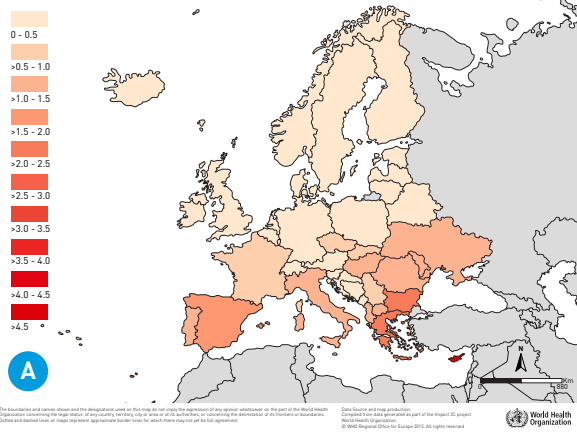 0 - 0.5
>0.5 - 1.0
>1.0 - 1.5
>1.5 - 2.0
>2.0 - 2.5
>2.5 - 3.0
>3.0 - 3.5
>3.5 - 4.0
>4.0 - 4.5
>4.5
A
N
0
880
Km
The boundaries and names shown and the designations used on this map do not imply the expression of any opinion whatsoever on the part of the World Health
Organization concerning the legal status of any country, territory, city or area or of its authorities, or concerning the delimitation of its frontiers or boundaries.
Dotted and dashed lines on maps represent approximate border lines for which there may not yet be full agreement.
Data Source and map production:
Compiled from data generated as part of the Impact 2C project
World Health Organization
© WHO Regional Office for Europe 2015. All rights reserved
World Health
Organization